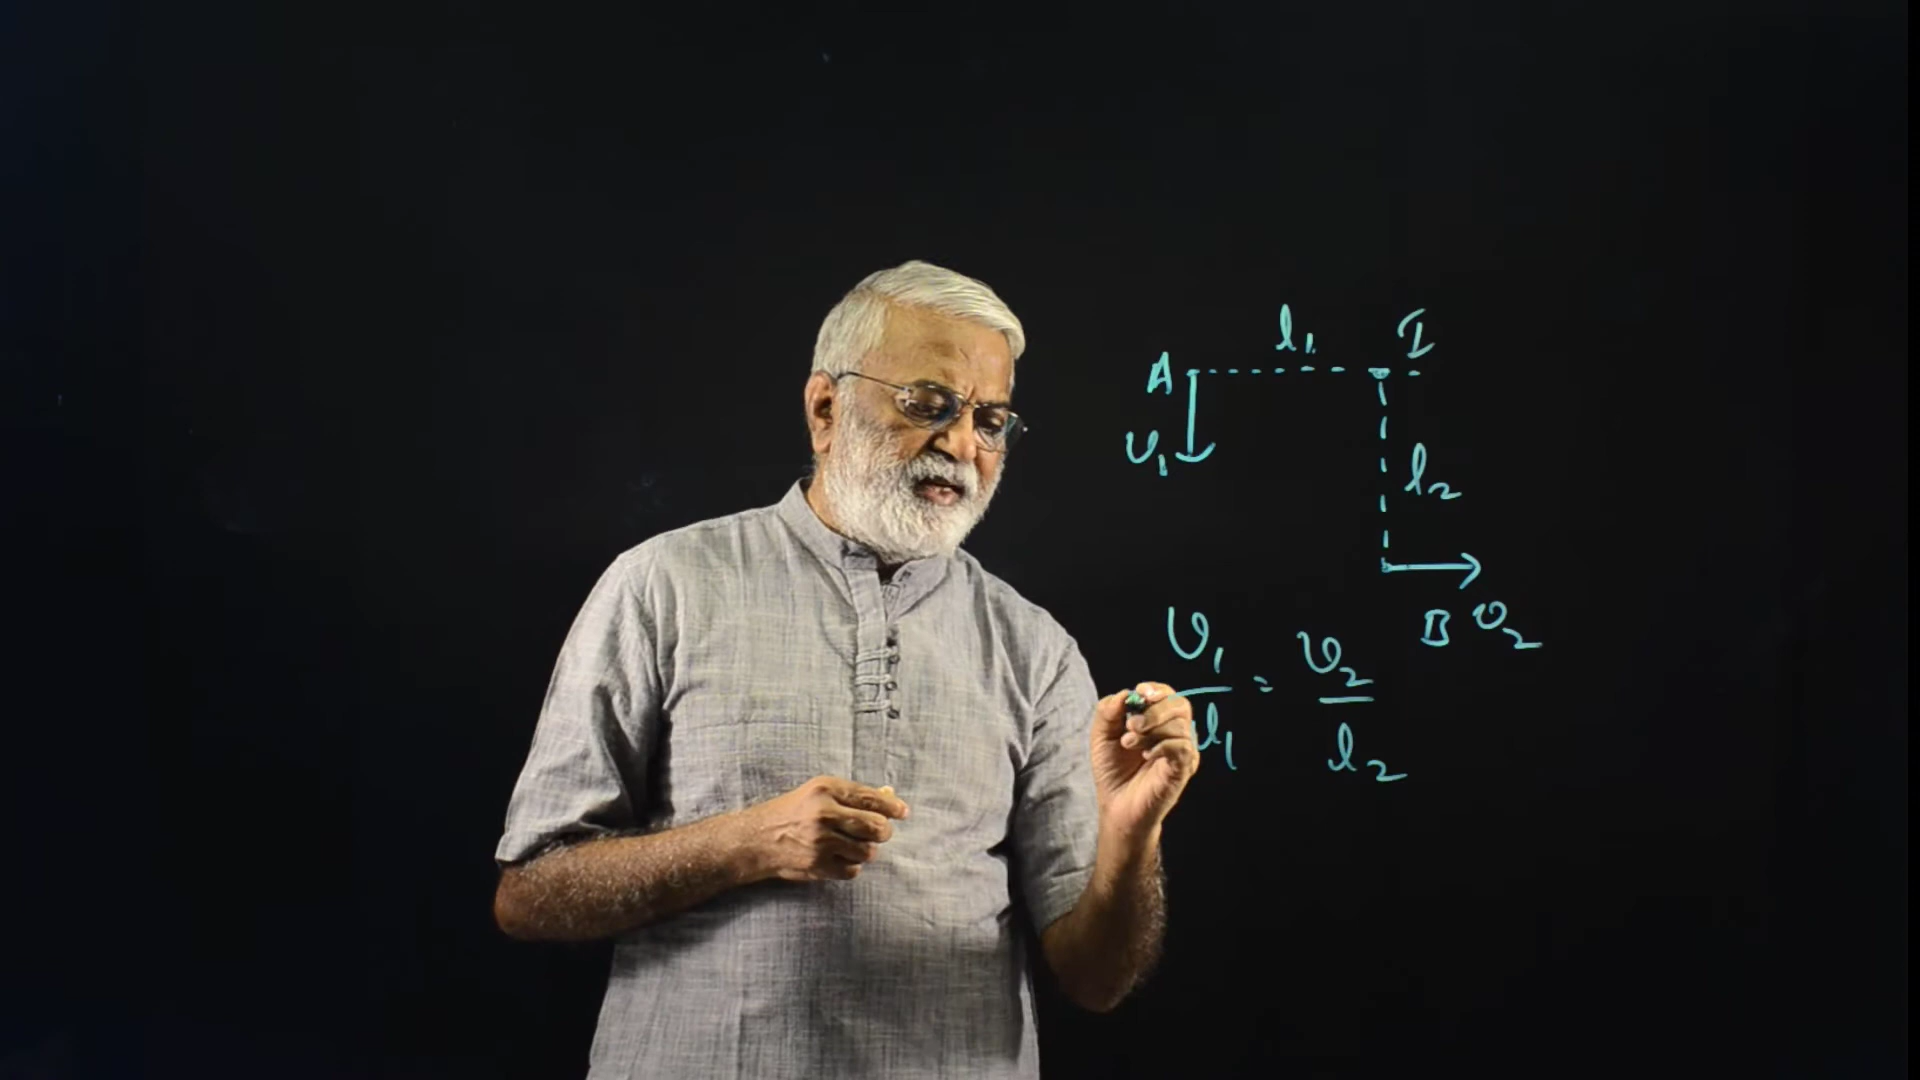 l₁ I
A
v₁
l₂
B v₂
v₁/l₁ = v₂/l₂